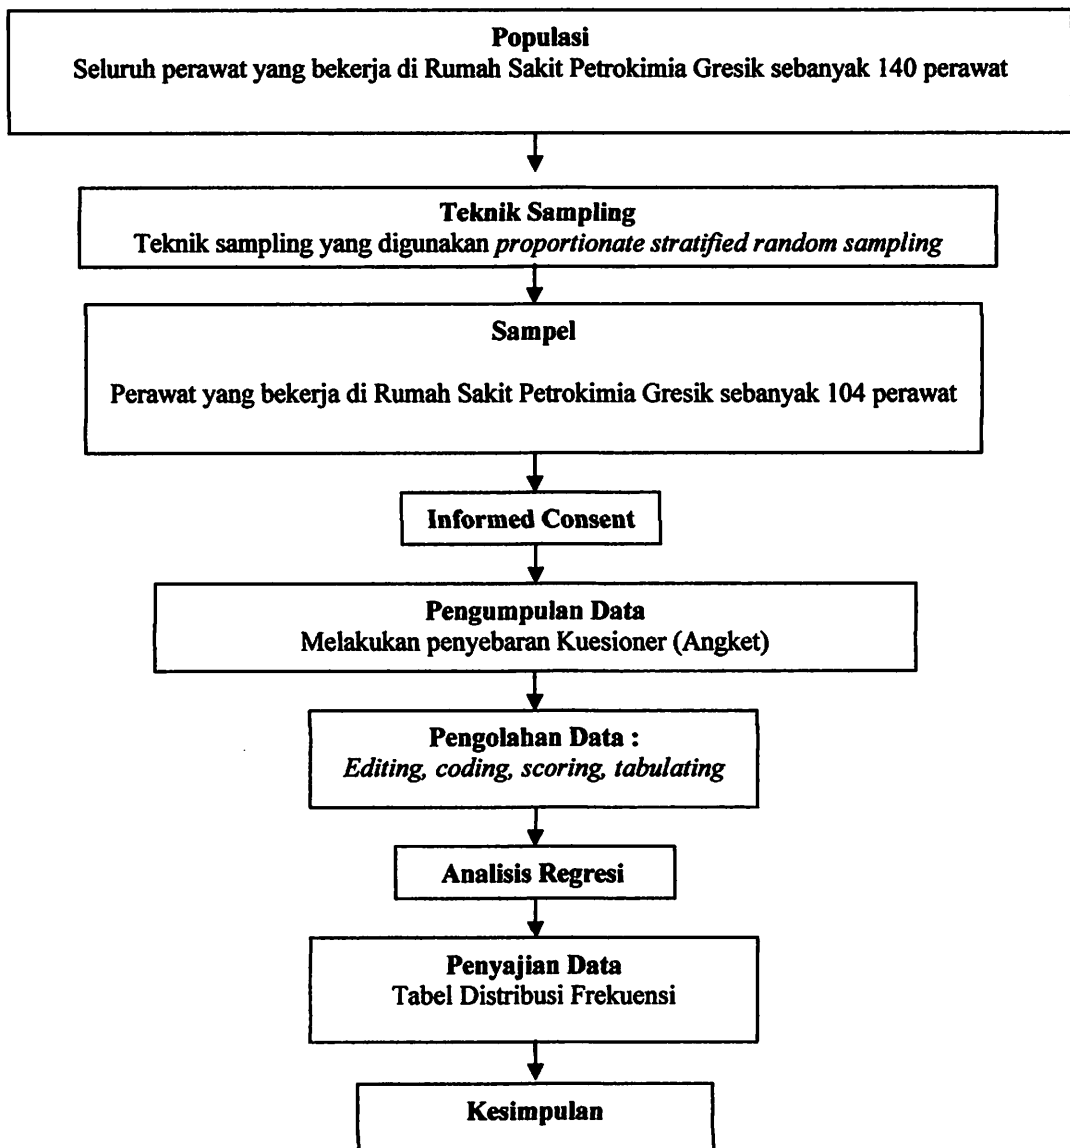 Populasi
Seluruh perawat yang bekerja di Rumah Sakit Petrokimia Gresik sebanyak 140 perawat
Teknik Sampling
Teknik sampling yang digunakan proportionate stratified random sampling
Sampel
Perawat yang bekerja di Rumah Sakit Petrokimia Gresik sebanyak 104 perawat
Informed Consent
Pengumpulan Data
Melakukan penyebaran Kuesioner (Angket)
Pengolahan Data :
Editing, coding, scoring, tabulating
Analisis Regresi
Penyajian Data
Tabel Distribusi Frekuensi
Kesimpulan